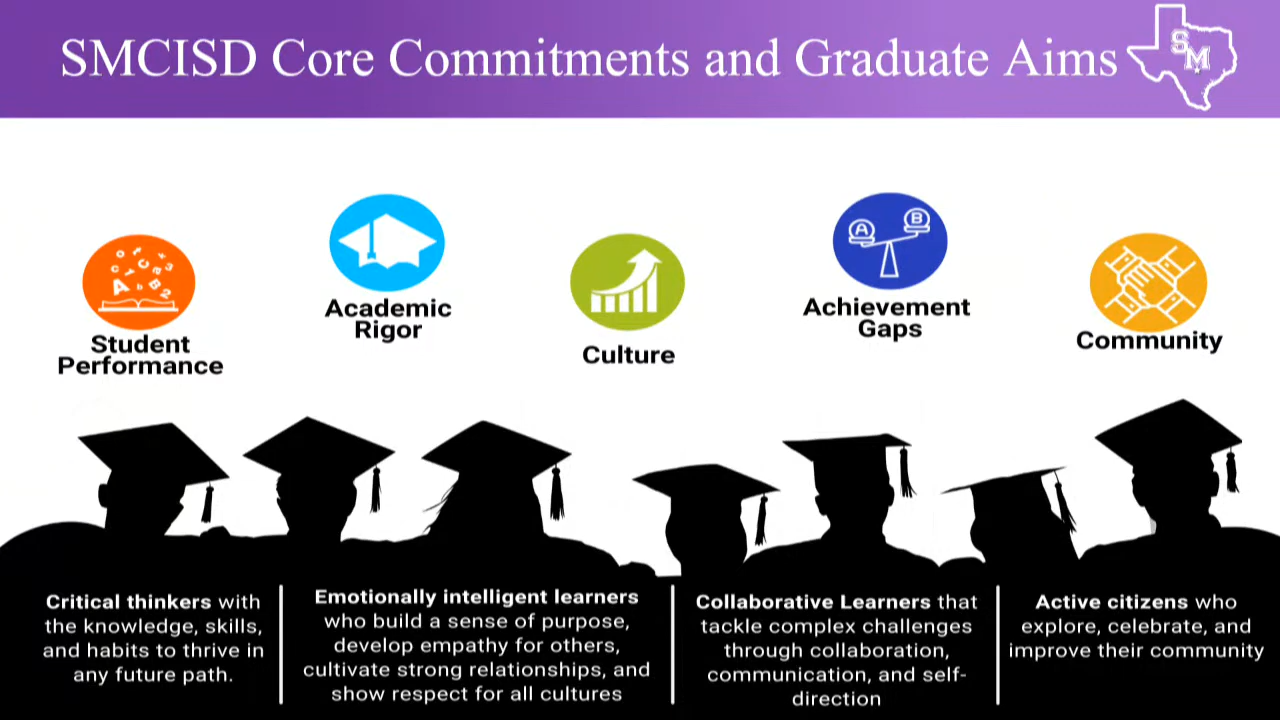 SMCISD Core Commitments and Graduate Aims
S
M
A
B
Academic
Rigor
Achievement
Gaps
Student
Performance
Culture
Community
Critical thinkers with
the knowledge, skills,
and habits to thrive in
any future path.
Emotionally intelligent learners
who build a sense of purpose,
develop empathy for others,
cultivate strong relationships, and
show respect for all cultures
Collaborative Learners that
tackle complex challenges
through collaboration,
communication, and self-
direction
Active citizens who
explore, celebrate, and
improve their community